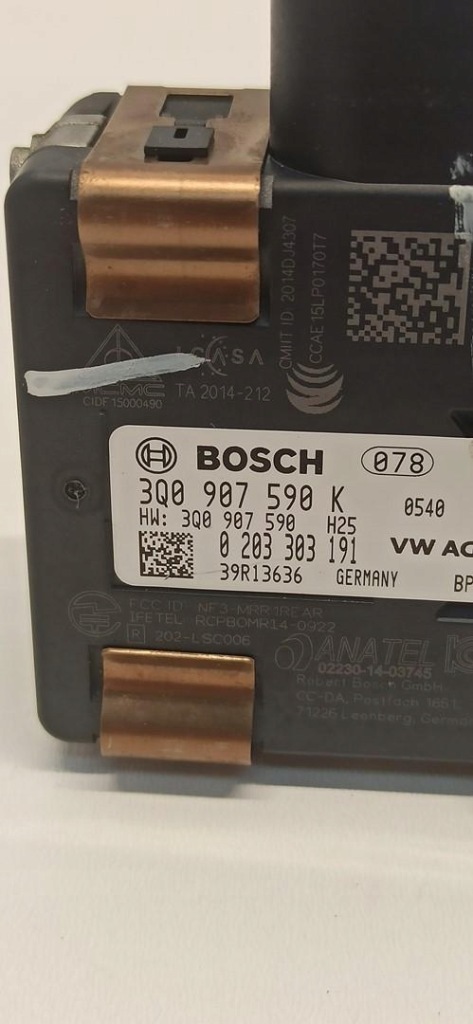 CMIIT ID 2014DJ4307
CCAE15LP0170T7
ICASA
TA 2014-212
CIDF15000490
BOSCH 078
3Q0 907 590 K 0540
HW: 3Q0 907 590 H25
0 203 303 191 VW AG
39R13636 GERMANY BP
FCC ID NF3-MRR1REAR
IFETEL RCPBOMR14-0922
R 202-LSC006
ANATEL
02230-14-03745
Robert Bosch GmbH
CC-DA, Postfach 1661
71226 Leonberg, Germa